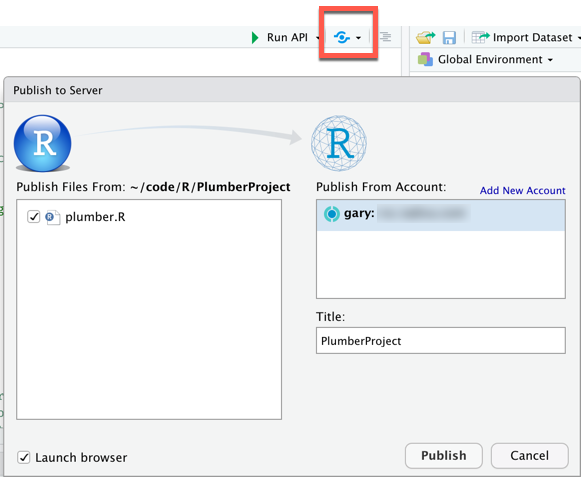 Run API
Import Dataset
Global Environment
Publish to Server
R
R
Publish Files From: ~/code/R/PlumberProject
Publish From Account:
Add New Account
R plumber.R
gary:
Title:
PlumberProject
Launch browser
Publish
Cancel